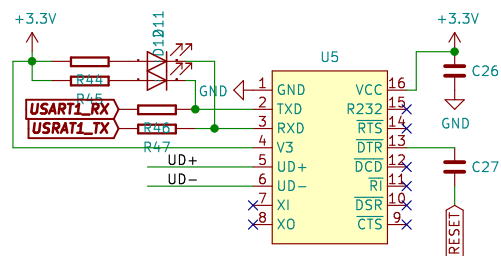 +3.3V
D11
D12
R44
R45
USART1_RX
USRAT1_TX
R46
R47
UD+
UD-
GND
U5
1 GND VCC 16
2 TXD R232 15
3 RXD RTS 14
4 V3 DTR 13
5 UD+ DCD 12
6 UD- RI 11
7 XI DSR 10
8 XO CTS 9
+3.3V
C26
GND
C27
RESET